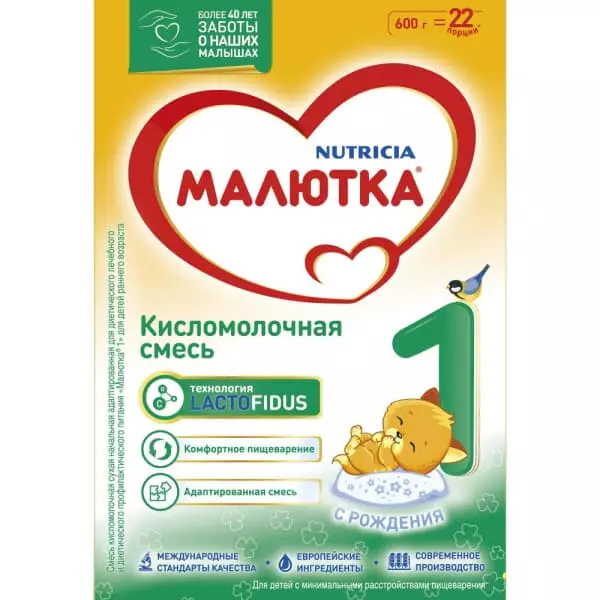 БОЛЕЕ 40 ЛЕТ
ЗАБОТЫ
О НАШИХ
МАЛЫШАХ
600 г = 22
порции
NUTRICIA
МАЛЮТКА®
Кисломолочная
смесь
1
технология
LACTOFIDUS
Комфортное пищеварение
Адаптированная смесь
С РОЖДЕНИЯ
МЕЖДУНАРОДНЫЕ
СТАНДАРТЫ КАЧЕСТВА
ЕВРОПЕЙСКИЕ
ИНГРЕДИЕНТЫ
СОВРЕМЕННОЕ
ПРОИЗВОДСТВО
Для детей с минимальными расстройствами пищеварения
Смесь кисломолочная сухая начальная адаптированная для диетического лечебного
и диетического профилактического питания «Малютка® 1» для детей раннего возраста